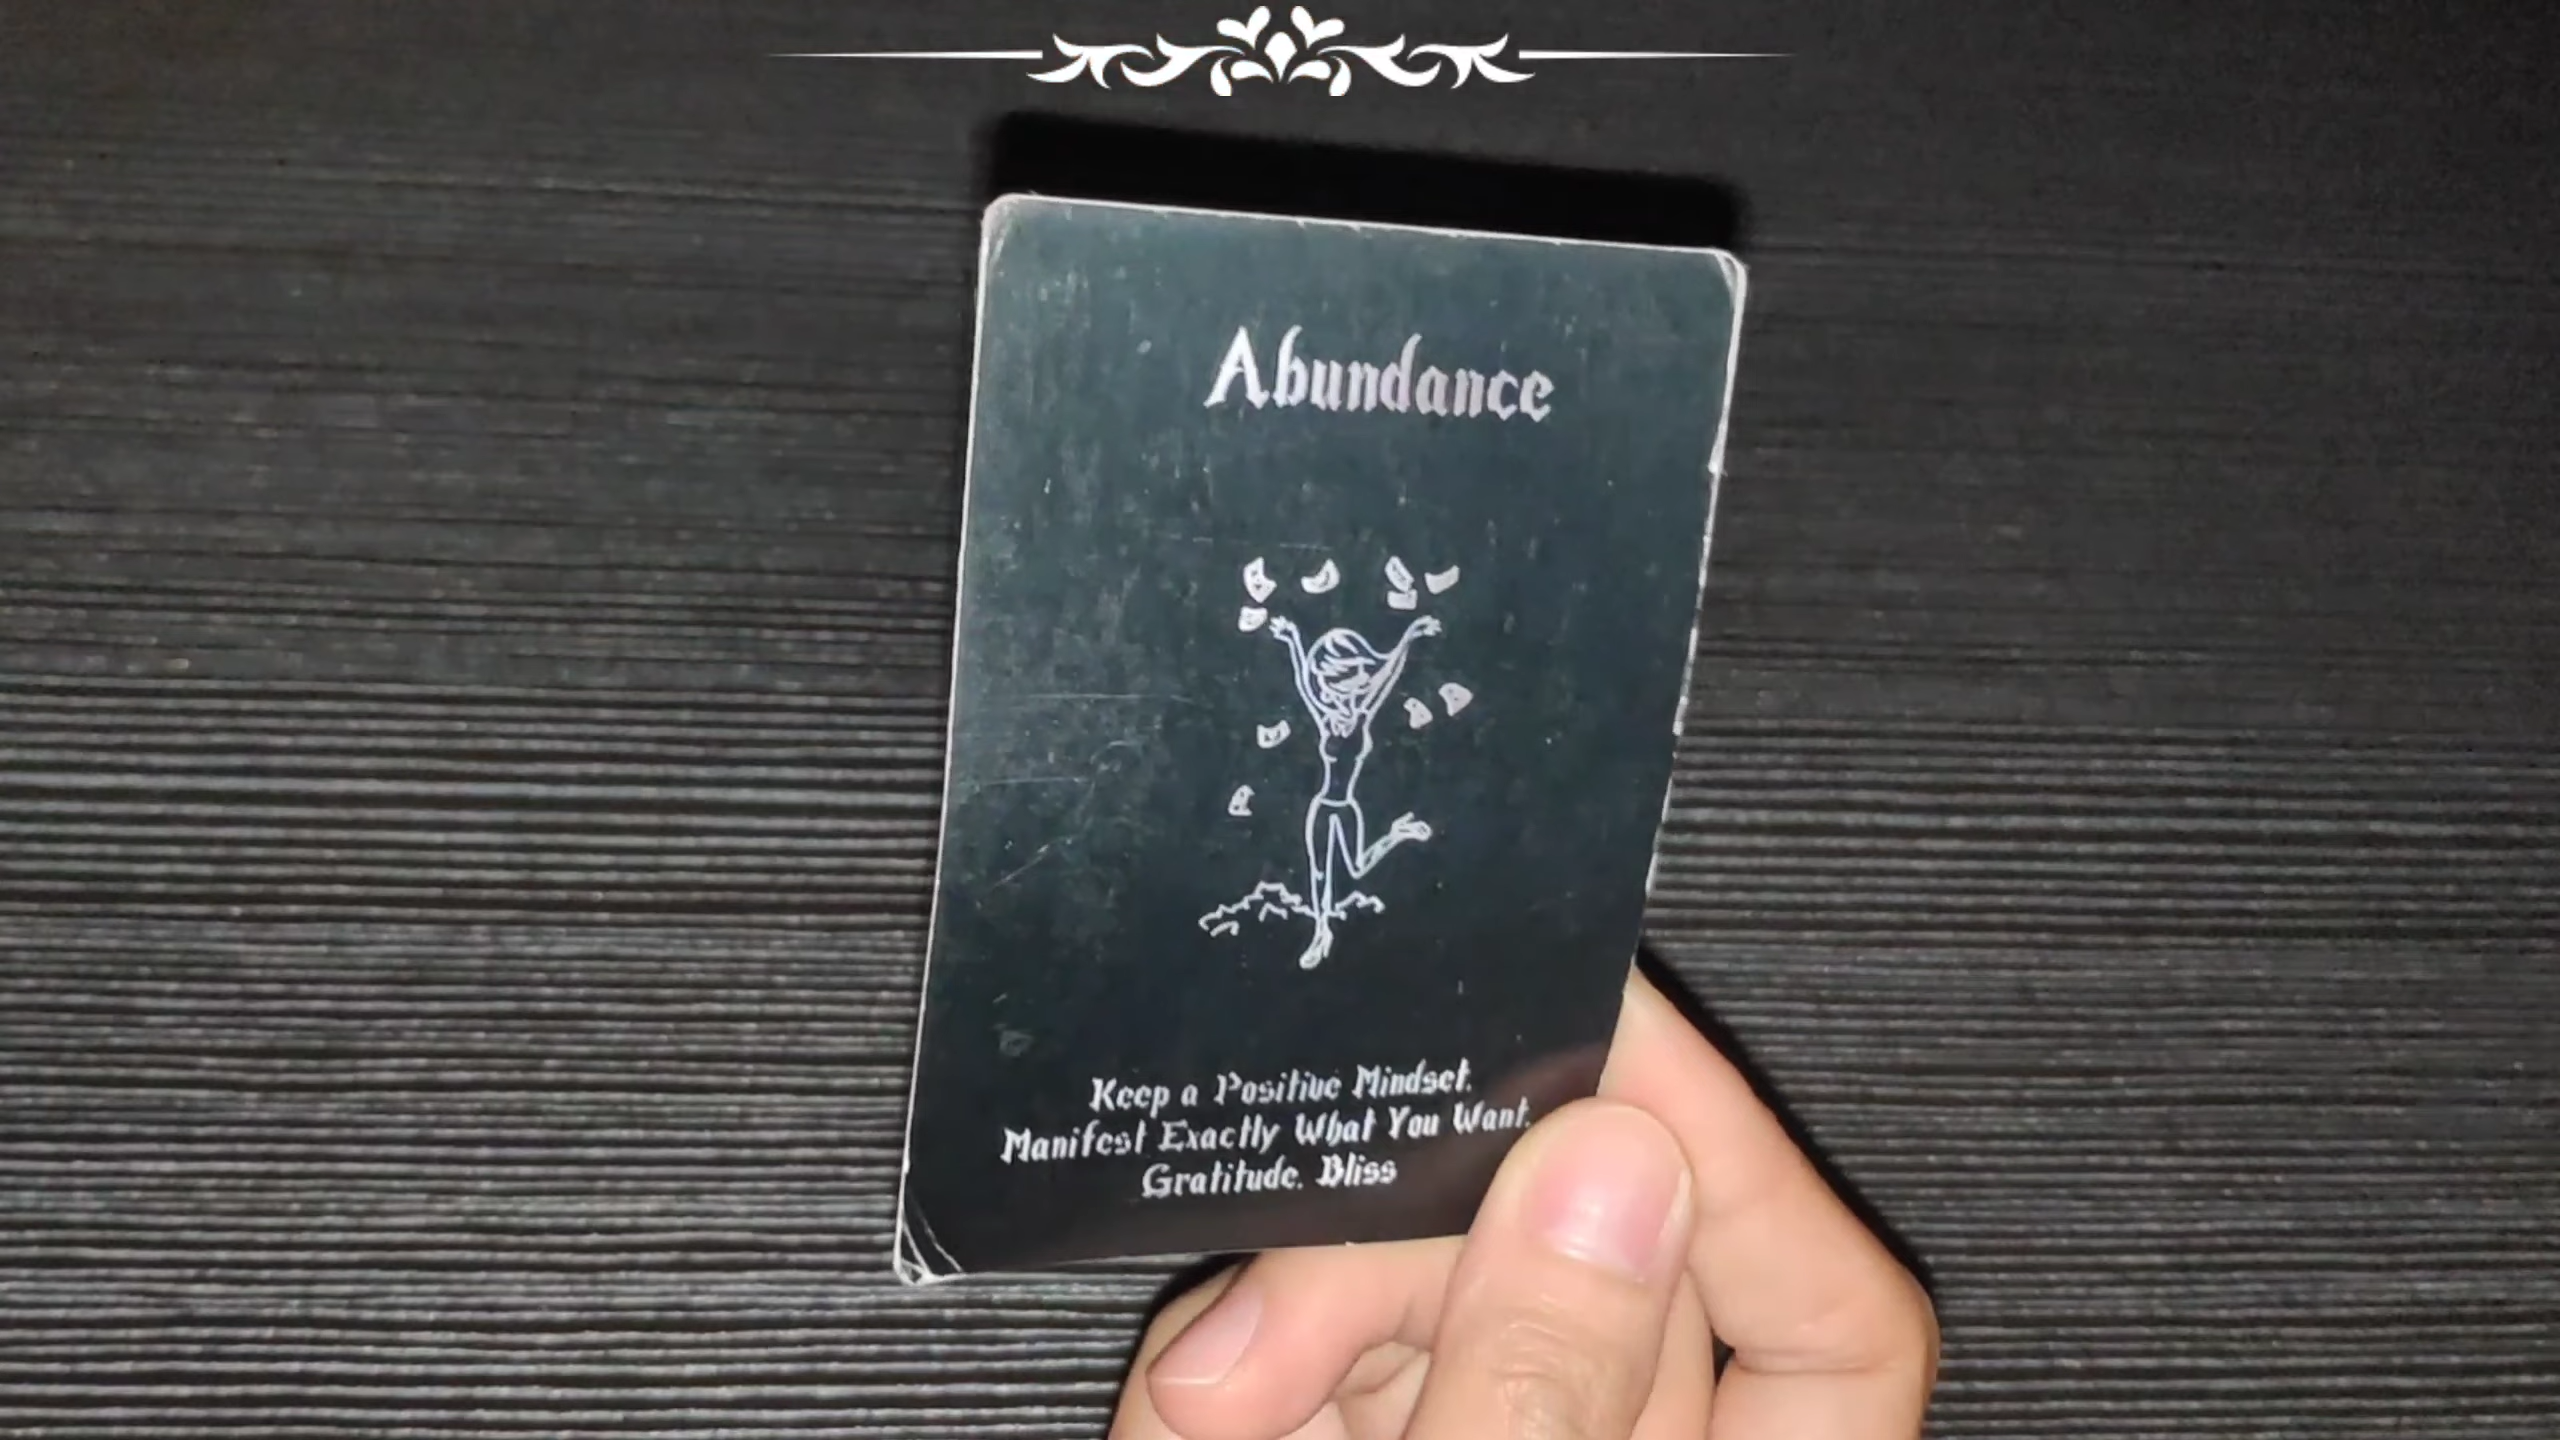 Abundance
Keep a Positive Mindset.
Manifest Exactly What You Want.
Gratitude. Bliss